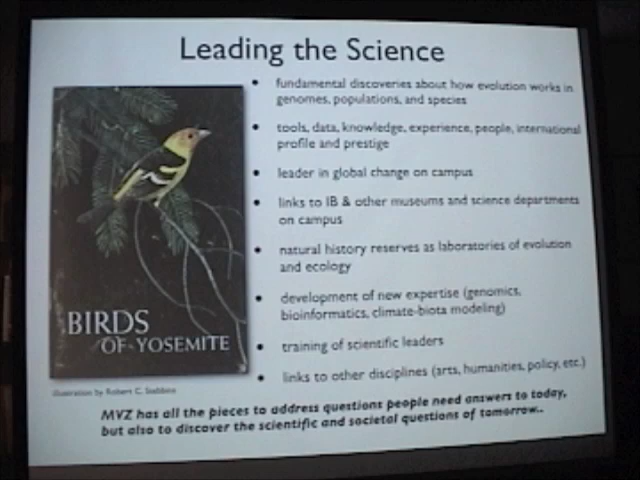 Leading the Science
• fundamental discoveries about how evolution works in
genomes, populations, and species
• tools, data, knowledge, experience, people, international
profile and prestige
• leader in global change on campus
• links to IB & other museums and science departments
on campus
• natural history reserves as laboratories of evolution
and ecology
• development of new expertise (genomics,
bioinformatics, climate-biota modeling)
• training of scientific leaders
• links to other disciplines (arts, humanities, policy, etc.)
BIRDS
OF YOSEMITE
illustration by Robert C. Stebbins
MVZ has all the pieces to address questions people need answers to today,
but also to discover the scientific and societal questions of tomorrow..